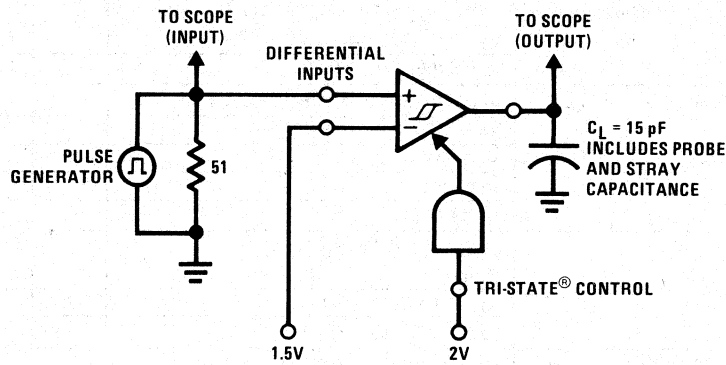 TO SCOPE
(INPUT)
TO SCOPE
(OUTPUT)
DIFFERENTIAL
INPUTS
+
−
PULSE
GENERATOR
51
C_L = 15 pF
INCLUDES PROBE
AND STRAY
CAPACITANCE
TRI-STATE® CONTROL
1.5V
2V